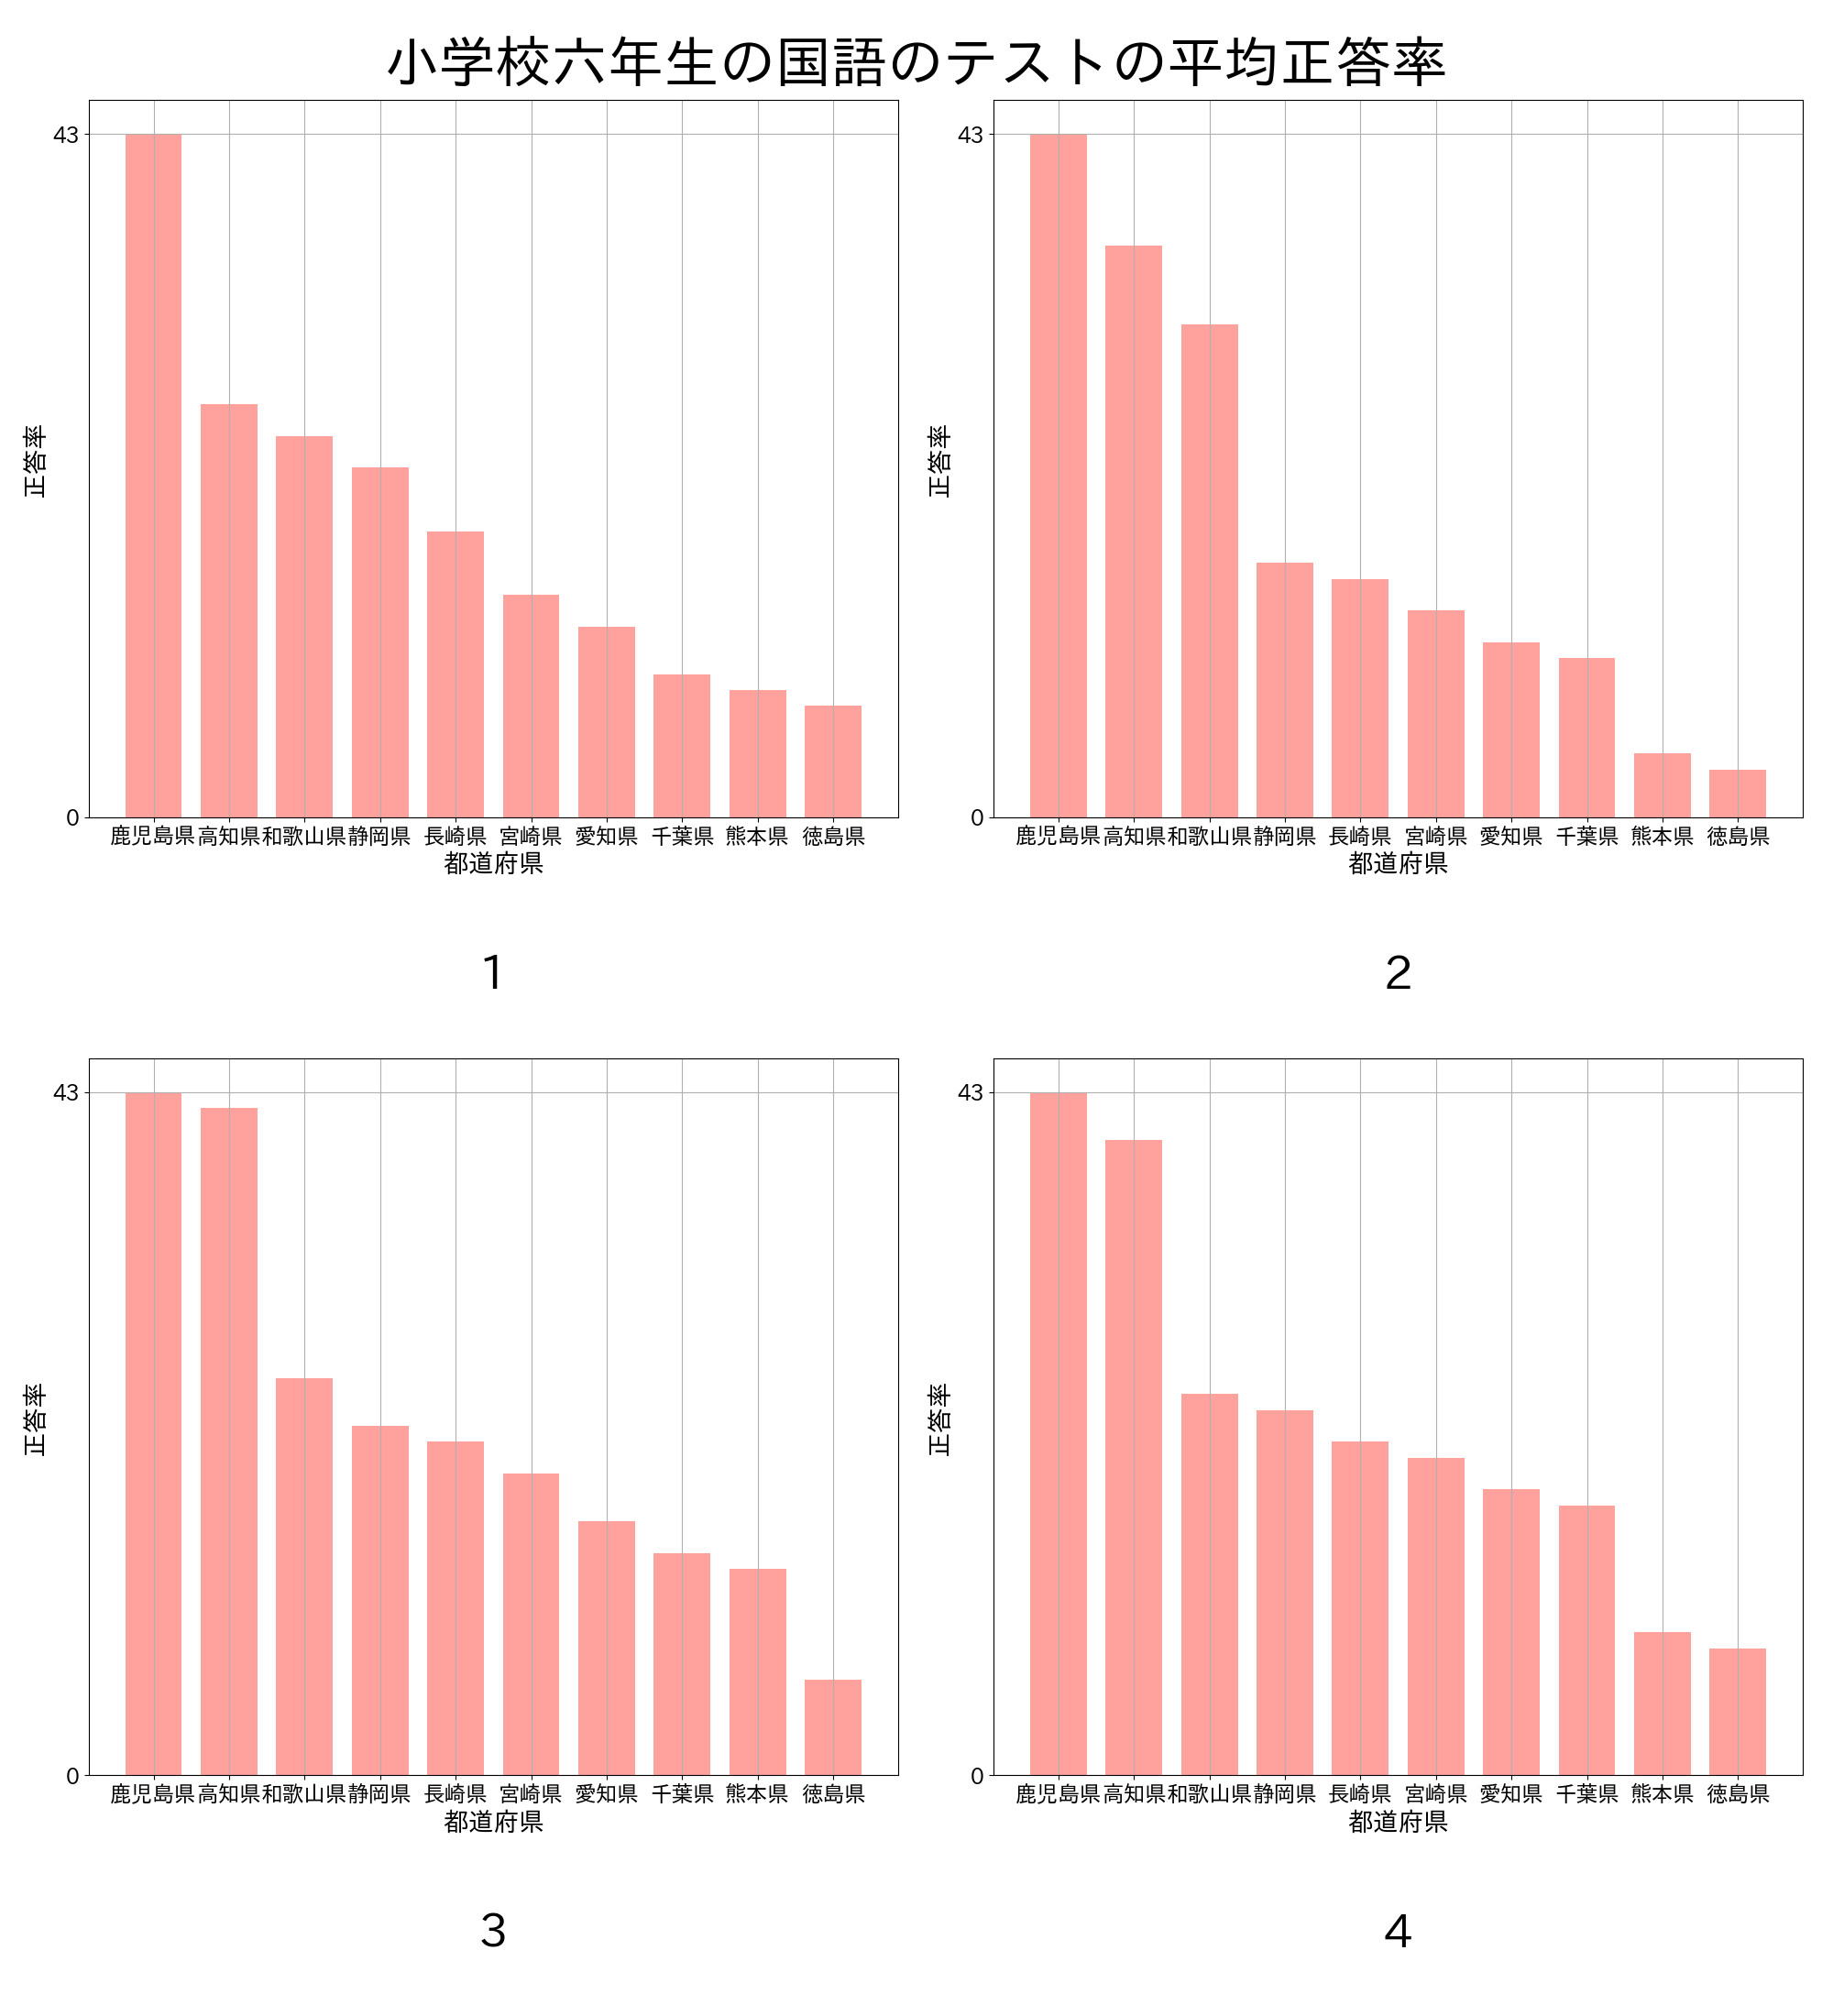 小学校六年生の国語のテストの平均正答率
43
正答率
0
鹿児島県 高知県 和歌山県 静岡県 長崎県 宮崎県 愛知県 千葉県 熊本県 徳島県
都道府県
1
43
正答率
0
鹿児島県 高知県 和歌山県 静岡県 長崎県 宮崎県 愛知県 千葉県 熊本県 徳島県
都道府県
2
43
正答率
0
鹿児島県 高知県 和歌山県 静岡県 長崎県 宮崎県 愛知県 千葉県 熊本県 徳島県
都道府県
3
43
正答率
0
鹿児島県 高知県 和歌山県 静岡県 長崎県 宮崎県 愛知県 千葉県 熊本県 徳島県
都道府県
4